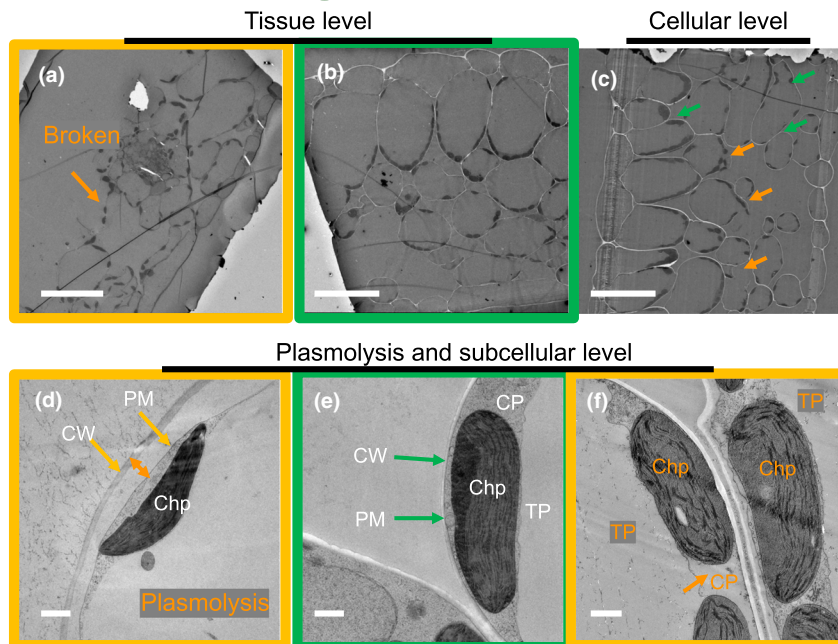 Tissue level
Cellular level
(a)
(b)
(c)
Broken
Plasmolysis and subcellular level
(d)
PM
CW
Chp
Plasmolysis
(e)
CP
CW
Chp
PM
TP
(f)
TP
Chp
Chp
TP
CP